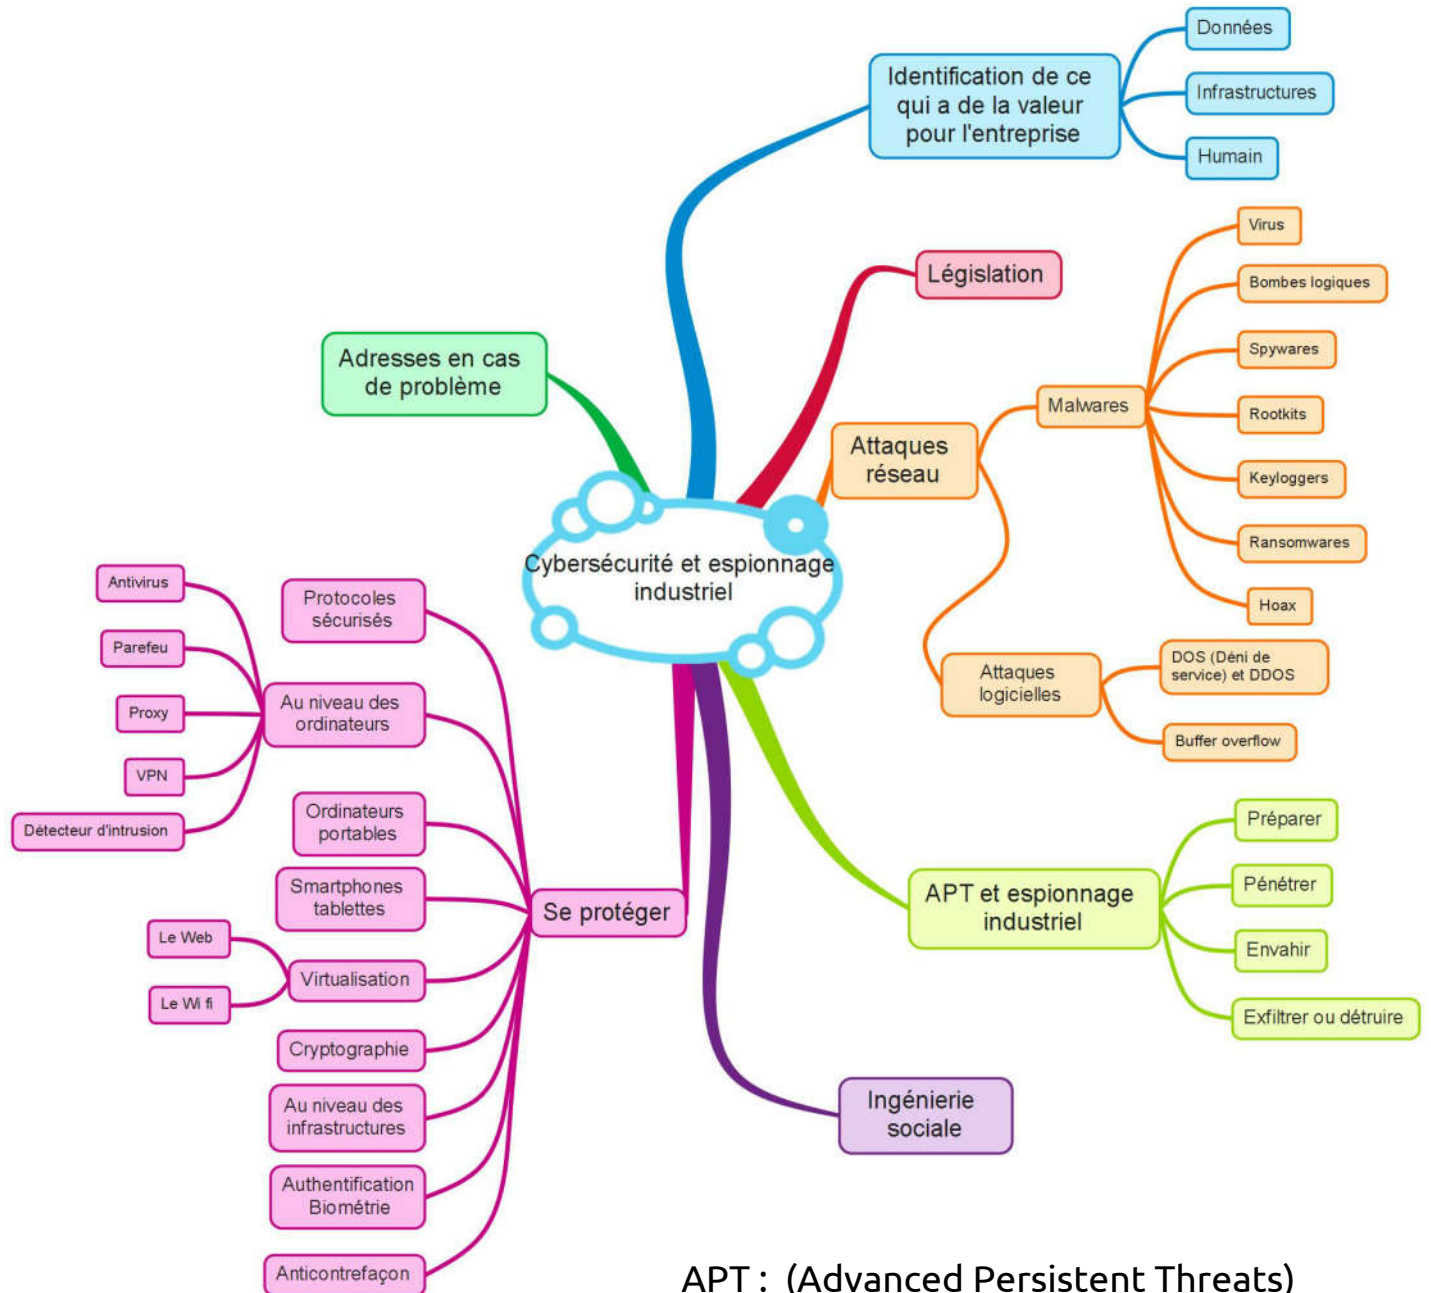 Données
Identification de ce
qui a de la valeur
pour l'entreprise
Infrastructures
Humain
Virus
Législation
Bombes logiques
Spywares
Adresses en cas
de problème
Malwares
Rootkits
Attaques
réseau
Keyloggers
Ransomwares
Cybersécurité et espionnage
industriel
Hoax
Antivirus
Protocoles
sécurisés
Parefeu
DOS (Déni de
service) et DDOS
Attaques
logicielles
Au niveau des
ordinateurs
Proxy
Buffer overflow
VPN
Détecteur d'intrusion
Ordinateurs
portables
Préparer
Smartphones
tablettes
Pénétrer
Se protéger
APT et espionnage
industriel
Le Web
Envahir
Virtualisation
Le Wi fi
Exfiltrer ou détruire
Cryptographie
Au niveau des
infrastructures
Ingénierie
sociale
Authentification
Biométrie
Anticontrefaçon
APT : (Advanced Persistent Threats)